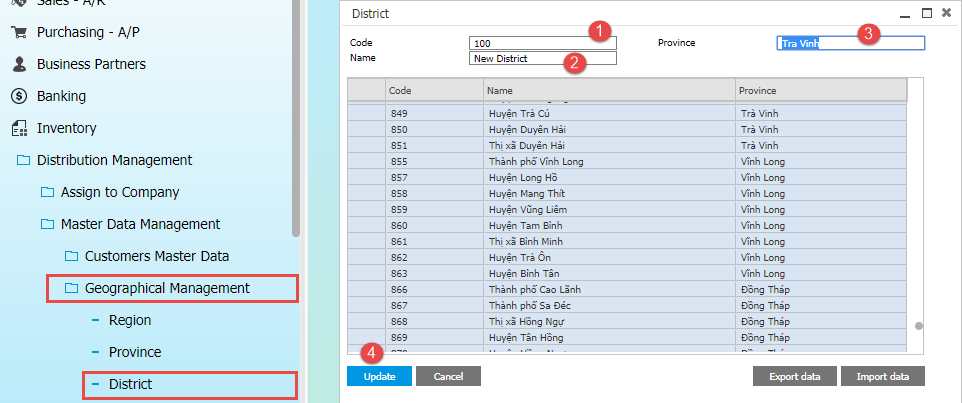 Sales - A/R
Purchasing - A/P
Business Partners
Banking
Inventory
Distribution Management
Assign to Company
Master Data Management
Customers Master Data
Geographical Management
Region
Province
District
District
Code 100 1 Province Tra Vinh 3
Name New District 2
Code Name Province
849 Huyện Trà Cú Trà Vinh
850 Huyện Duyên Hải Trà Vinh
851 Thị xã Duyên Hải Trà Vinh
855 Thành phố Vĩnh Long Vĩnh Long
857 Huyện Long Hồ Vĩnh Long
858 Huyện Mang Thít Vĩnh Long
859 Huyện Vũng Liêm Vĩnh Long
860 Huyện Tam Bình Vĩnh Long
861 Thị xã Bình Minh Vĩnh Long
862 Huyện Trà Ôn Vĩnh Long
863 Huyện Bình Tân Vĩnh Long
866 Thành phố Cao Lãnh Đồng Tháp
867 Thành phố Sa Đéc Đồng Tháp
868 Thị xã Hồng Ngự Đồng Tháp
869 Huyện Tân Hồng Đồng Tháp
4
Update Cancel Export data Import data